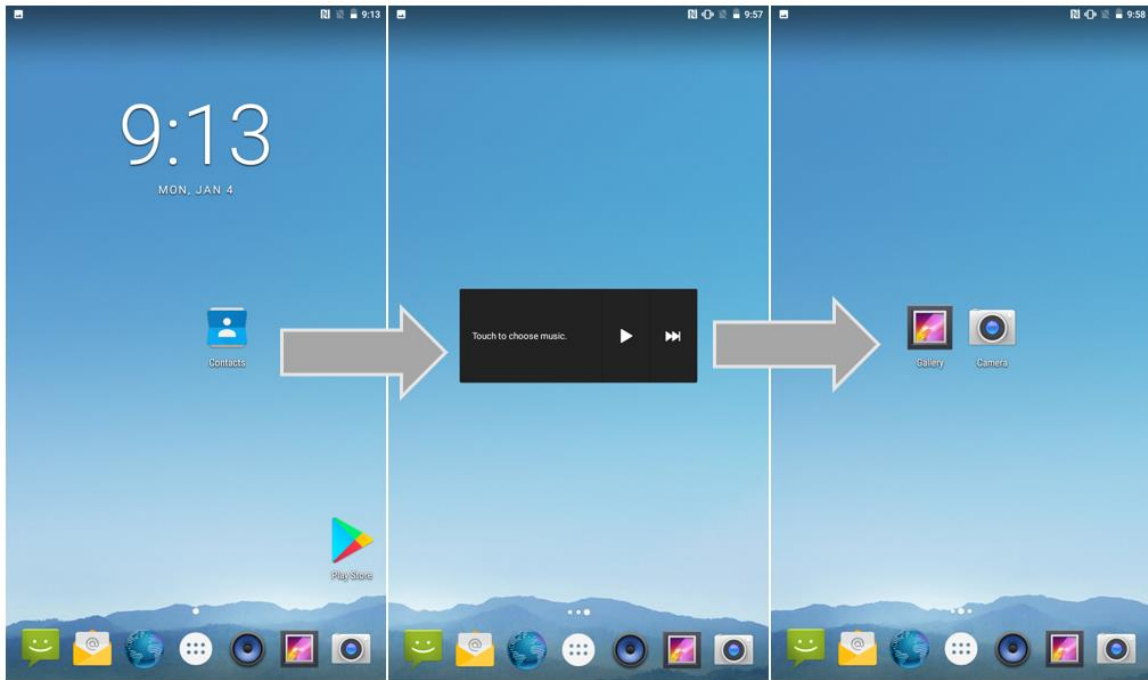 9:13
9:13
MON, JAN 4
Contacts
Play Store
@
9:57
Touch to choose music.
@
9:58
Gallery
Camera
@